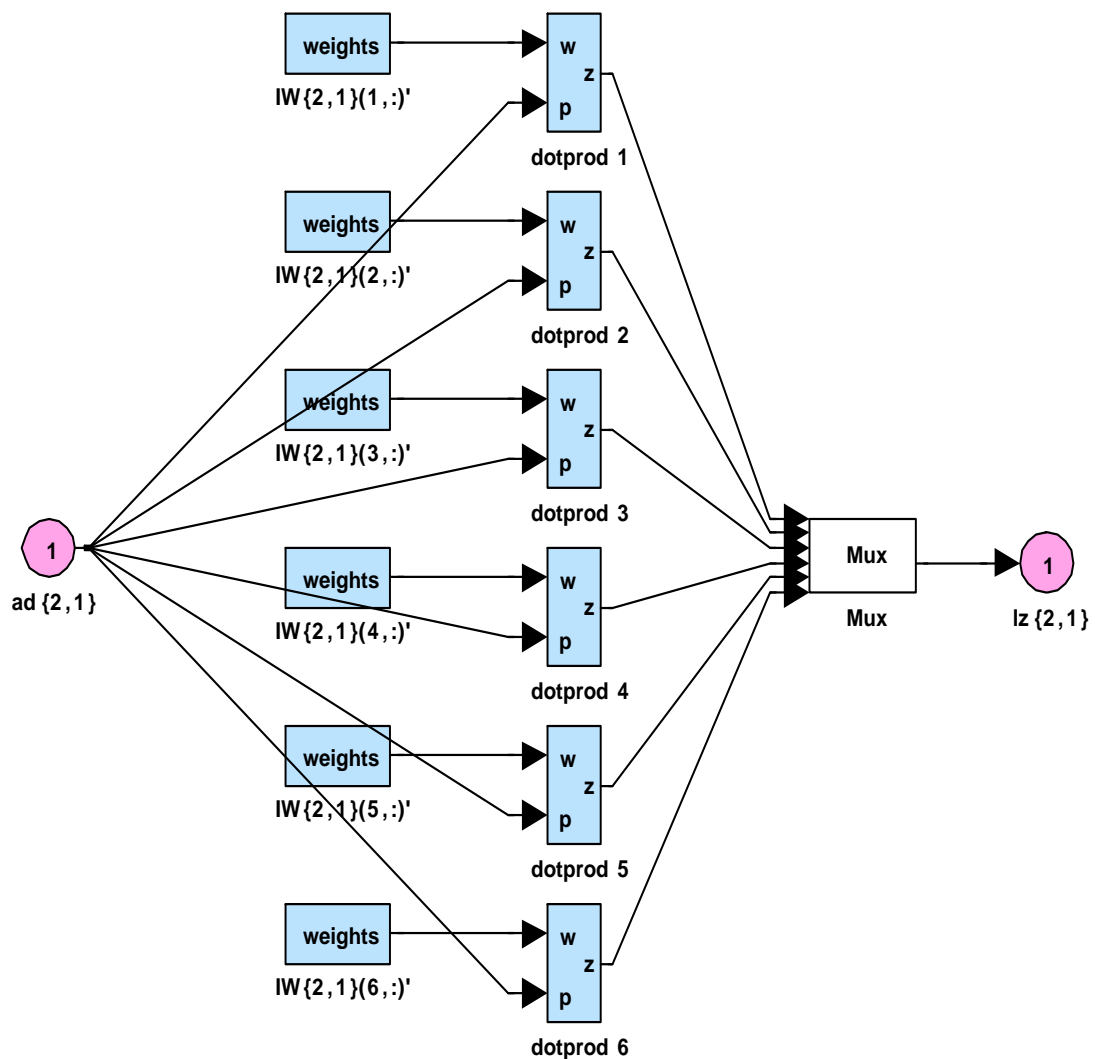 weights
w
z
p
IW{2,1}(1,:)'
dotprod 1
weights
w
z
p
IW{2,1}(2,:)'
dotprod 2
weights
w
z
p
IW{2,1}(3,:)'
dotprod 3
1
ad{2,1}
weights
w
z
p
IW{2,1}(4,:)'
dotprod 4
Mux
Mux
1
lz{2,1}
weights
w
z
p
IW{2,1}(5,:)'
dotprod 5
weights
w
z
p
IW{2,1}(6,:)'
dotprod 6